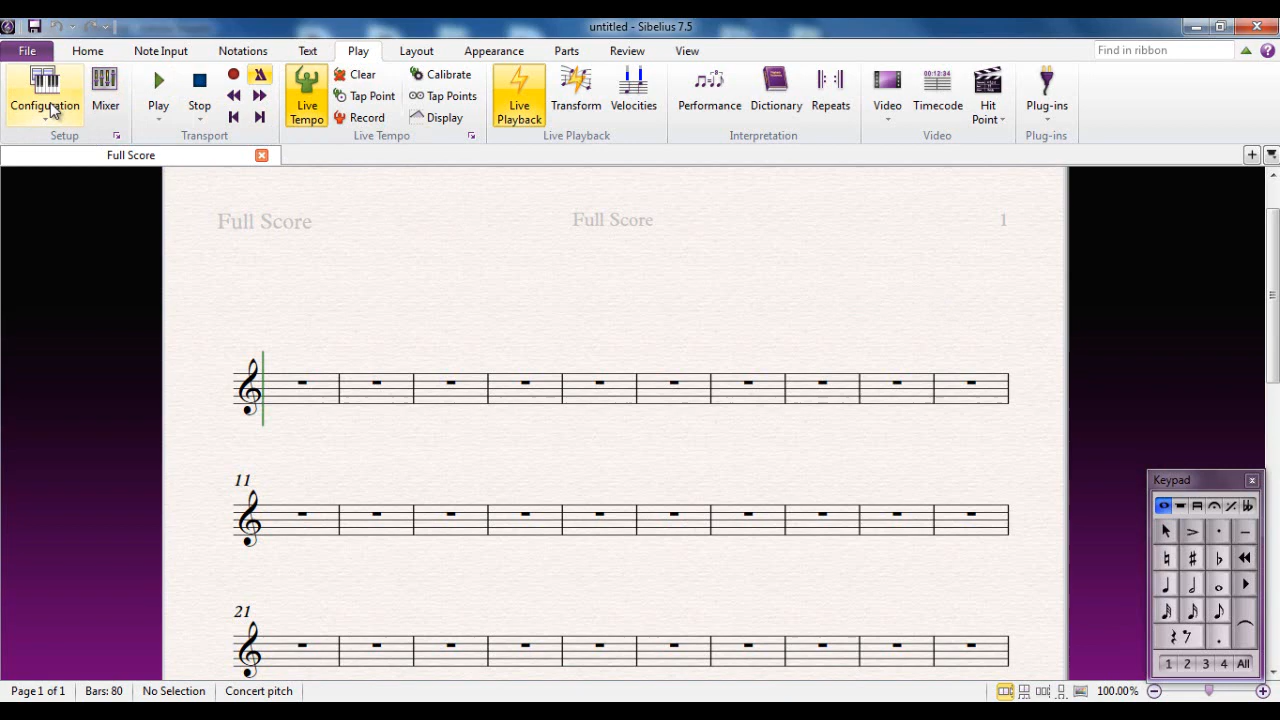 untitled - Sibelius 7.5
File Home Note Input Notations Text Play Layout Appearance Parts Review View Find in ribbon
Configuration Mixer Play Stop Live Tempo Clear Tap Point Record Calibrate Tap Points Display Live Playback Transform Velocities Performance Dictionary Repeats Video 00:12:34 Timecode Hit Point Plug-ins
Setup Transport Live Tempo Live Playback Interpretation Video Plug-ins
Full Score
Full Score Full Score 1
11
21
Keypad
1 2 3 4 All
Page 1 of 1 Bars: 80 No Selection Concert pitch 100.00%